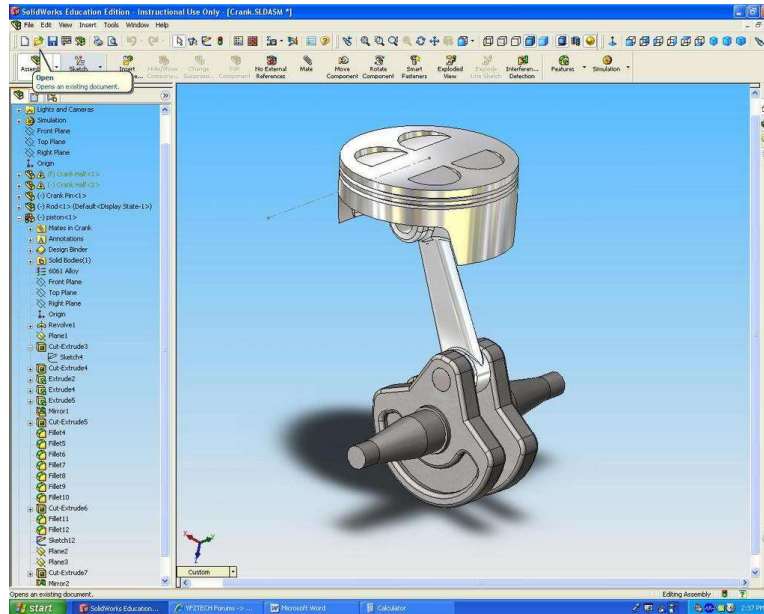 SolidWorks Education Edition - Instructional Use Only - [Crank.SLDASM *]
File Edit View Insert Tools Window Help
Sketch
Insert
No External References
Mate
Move Component
Rotate Component
Smart Fasteners
Exploded View
Explode Line Sketch
Interferen... Detection
Features
Simulation
Open
Opens an existing document.
Lights and Cameras
Simulation
Front Plane
Top Plane
Right Plane
Origin
(f) Crank Half<1>
(-) Crank Half<2>
(-) Crank Pin<1>
(-) Rod<1> (Default<Display State-1>)
(-) piston<1>
Mates in Crank
Annotations
Design Binder
Solid Bodies(1)
6061 Alloy
Front Plane
Top Plane
Right Plane
Origin
Revolve1
Plane1
Cut-Extrude3
Sketch4
Cut-Extrude4
Extrude2
Extrude4
Extrude5
Mirror1
Cut-Extrude5
Fillet4
Fillet5
Fillet6
Fillet7
Fillet8
Fillet9
Fillet10
Cut-Extrude6
Fillet11
Fillet12
Sketch12
Plane2
Plane3
Cut-Extrude7
Mirror2
Custom
Opens an existing document.
Editing Assembly
start
SolidWorks Education...
YFZTECH Forums -> ...
Microsoft Word
Calculator
2:37 PM